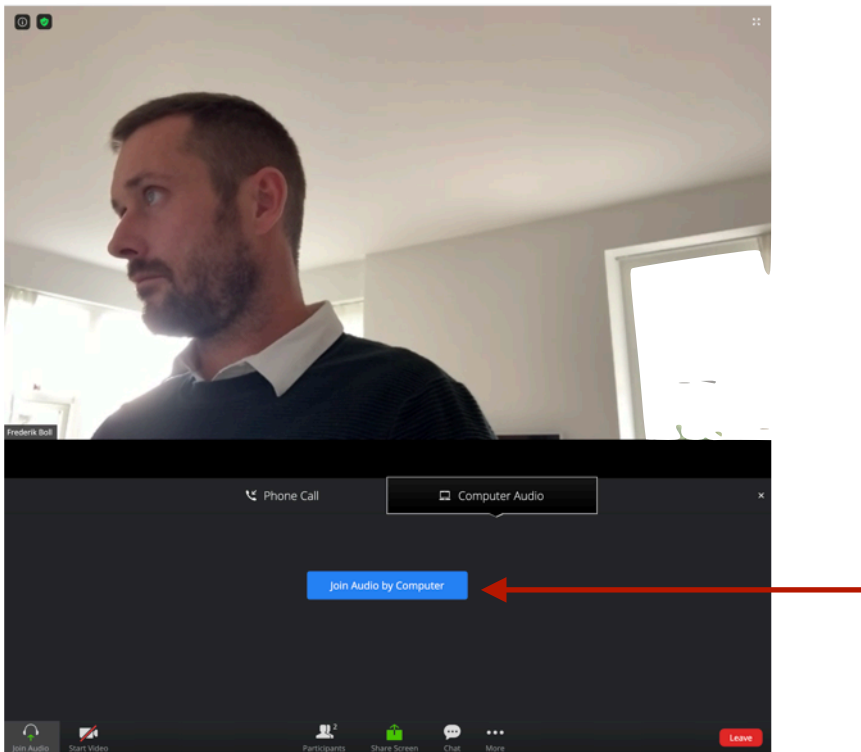 Frederik Boll
Phone Call
Computer Audio
×
Join Audio by Computer
2
Join Audio
Start Video
Participants
Share Screen
Chat
More
Leave